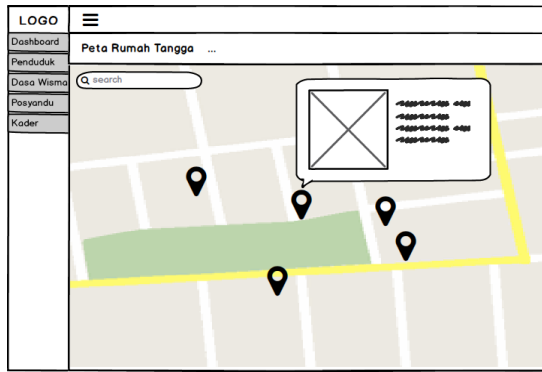 LOGO
Dashboard
Penduduk
Dasa Wisma
Posyandu
Kader
Peta Rumah Tangga ...
search